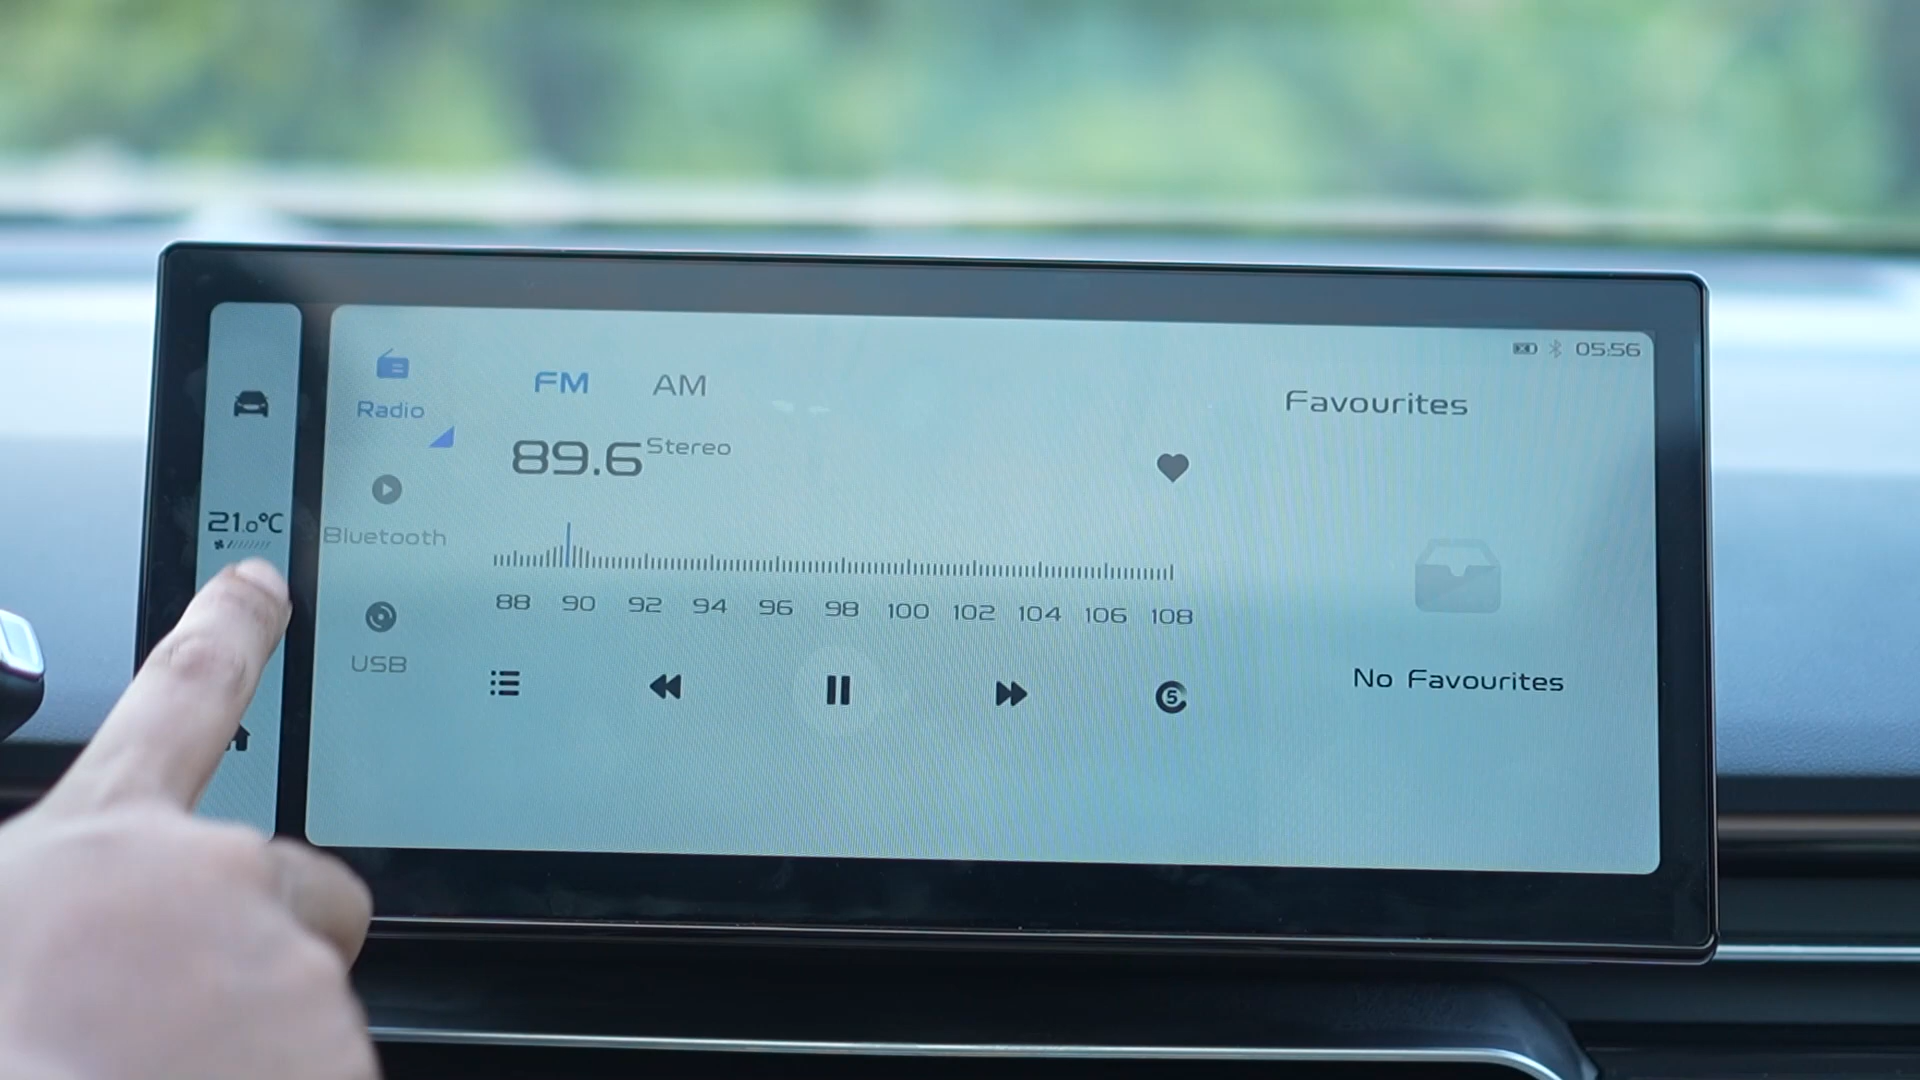 05:56
FM AM
Favourites
Radio
89.6 Stereo
21.0°C
Bluetooth
88 90 92 94 96 98 100 102 104 106 108
USB
5
No Favourites